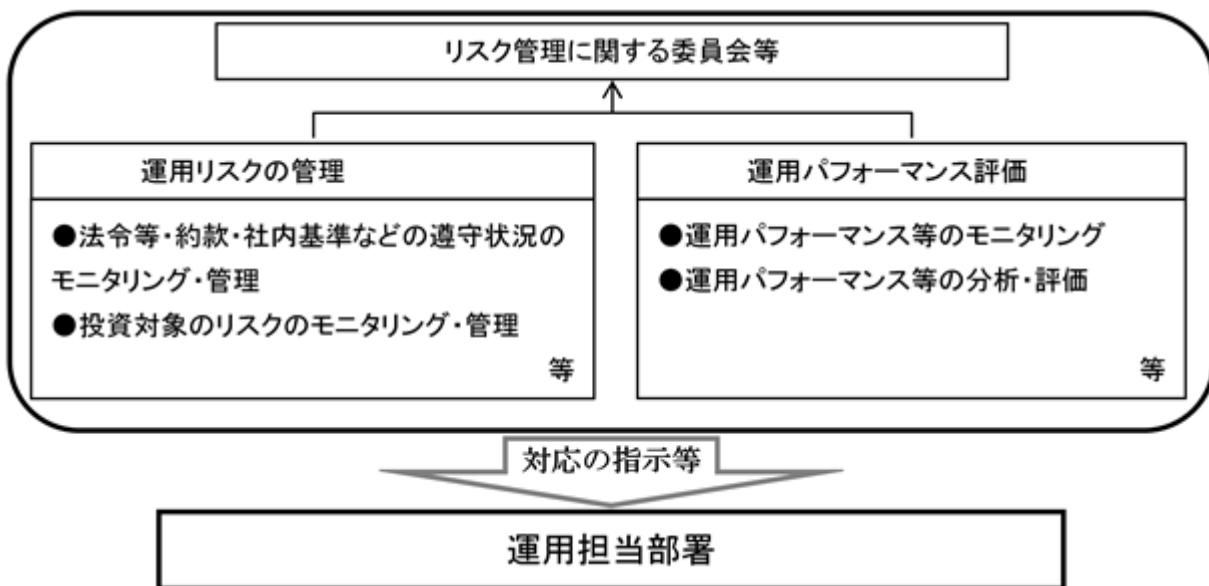 リスク管理に関する委員会等
運用リスクの管理
●法令等・約款・社内基準などの遵守状況の
モニタリング・管理
●投資対象のリスクのモニタリング・管理
等
運用パフォーマンス評価
●運用パフォーマンス等のモニタリング
●運用パフォーマンス等の分析・評価
等
対応の指示等
運用担当部署